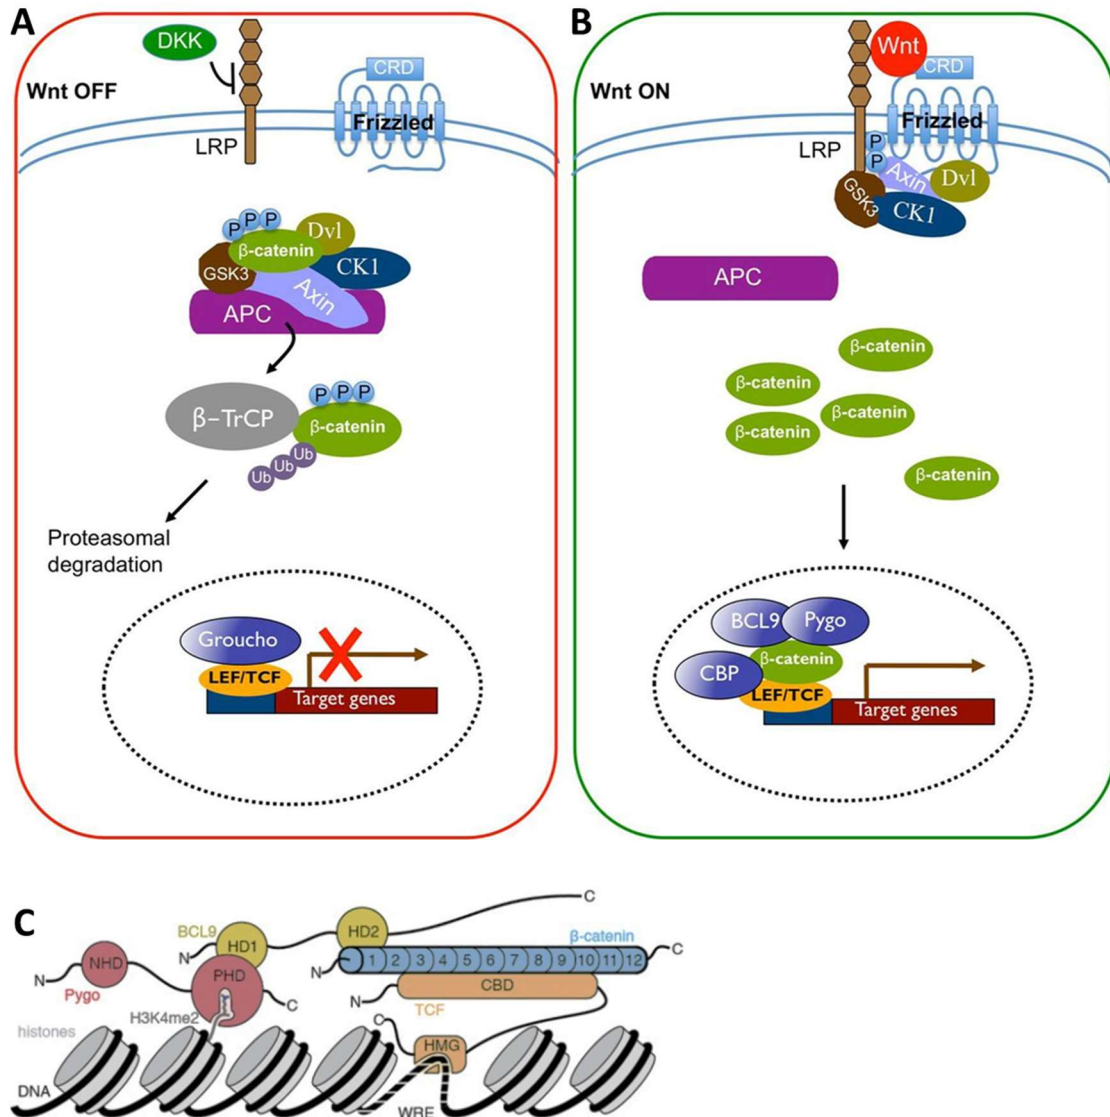 A
DKK
Wnt OFF
CRD
Frizzled
LRP
P P P
Dvl
β-catenin
GSK3
CK1
Axin
APC
β-TrCP
P P P
β-catenin
Ub Ub Ub
Proteasomal
degradation
Groucho
LEF/TCF
Target genes
B
Wnt
Wnt ON
CRD
Frizzled
LRP
P
P
Axin
Dvl
GSK3
CK1
APC
β-catenin
β-catenin
β-catenin
β-catenin
β-catenin
BCL9
Pygo
β-catenin
CBP
LEF/TCF
Target genes
C
BCL9
N
HD1
HD2
C
β-catenin
N
1 2 3 4 5 6 7 8 9 10 11 12
C
N
NHD
Pygo
PHD
C
H3K4me2
N
CBD
TCF
C
HMG
histones
DNA
WRE